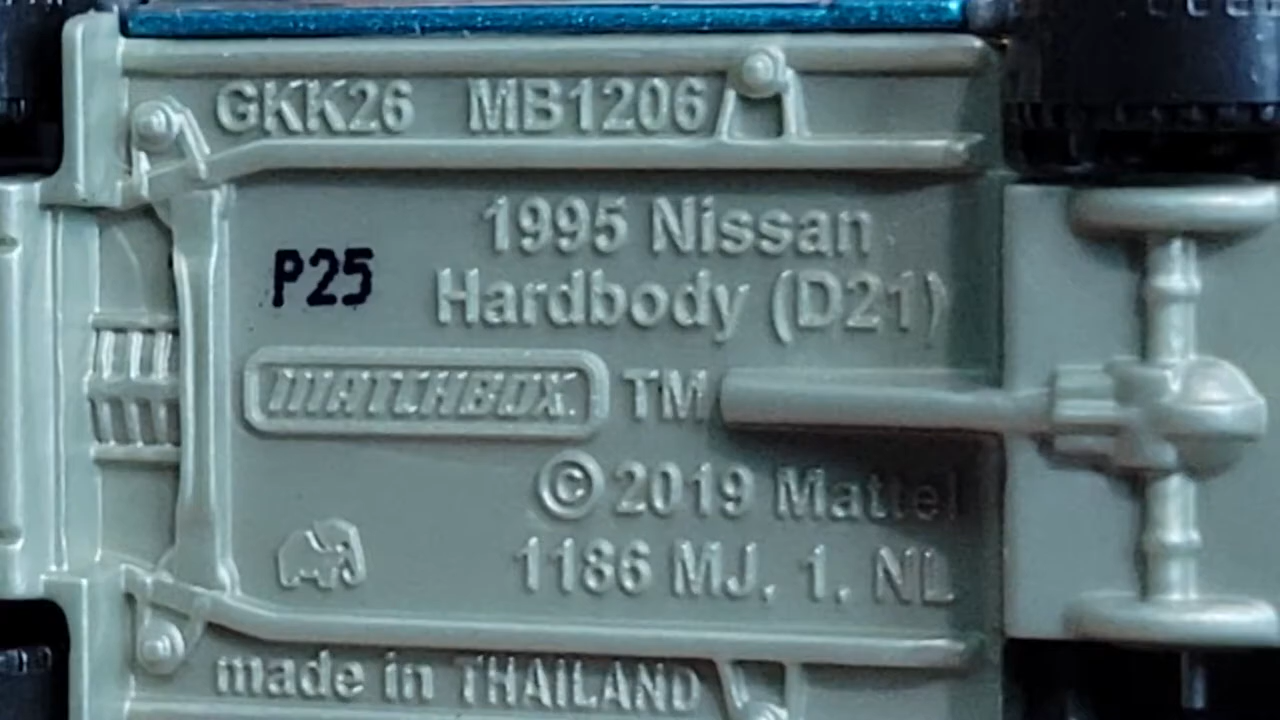 GKK26 MB1206
1995 Nissan
Hardbody (D21)
P25
MATCHBOX TM
© 2019 Mattel
1186 MJ. 1. NL
made in THAILAND